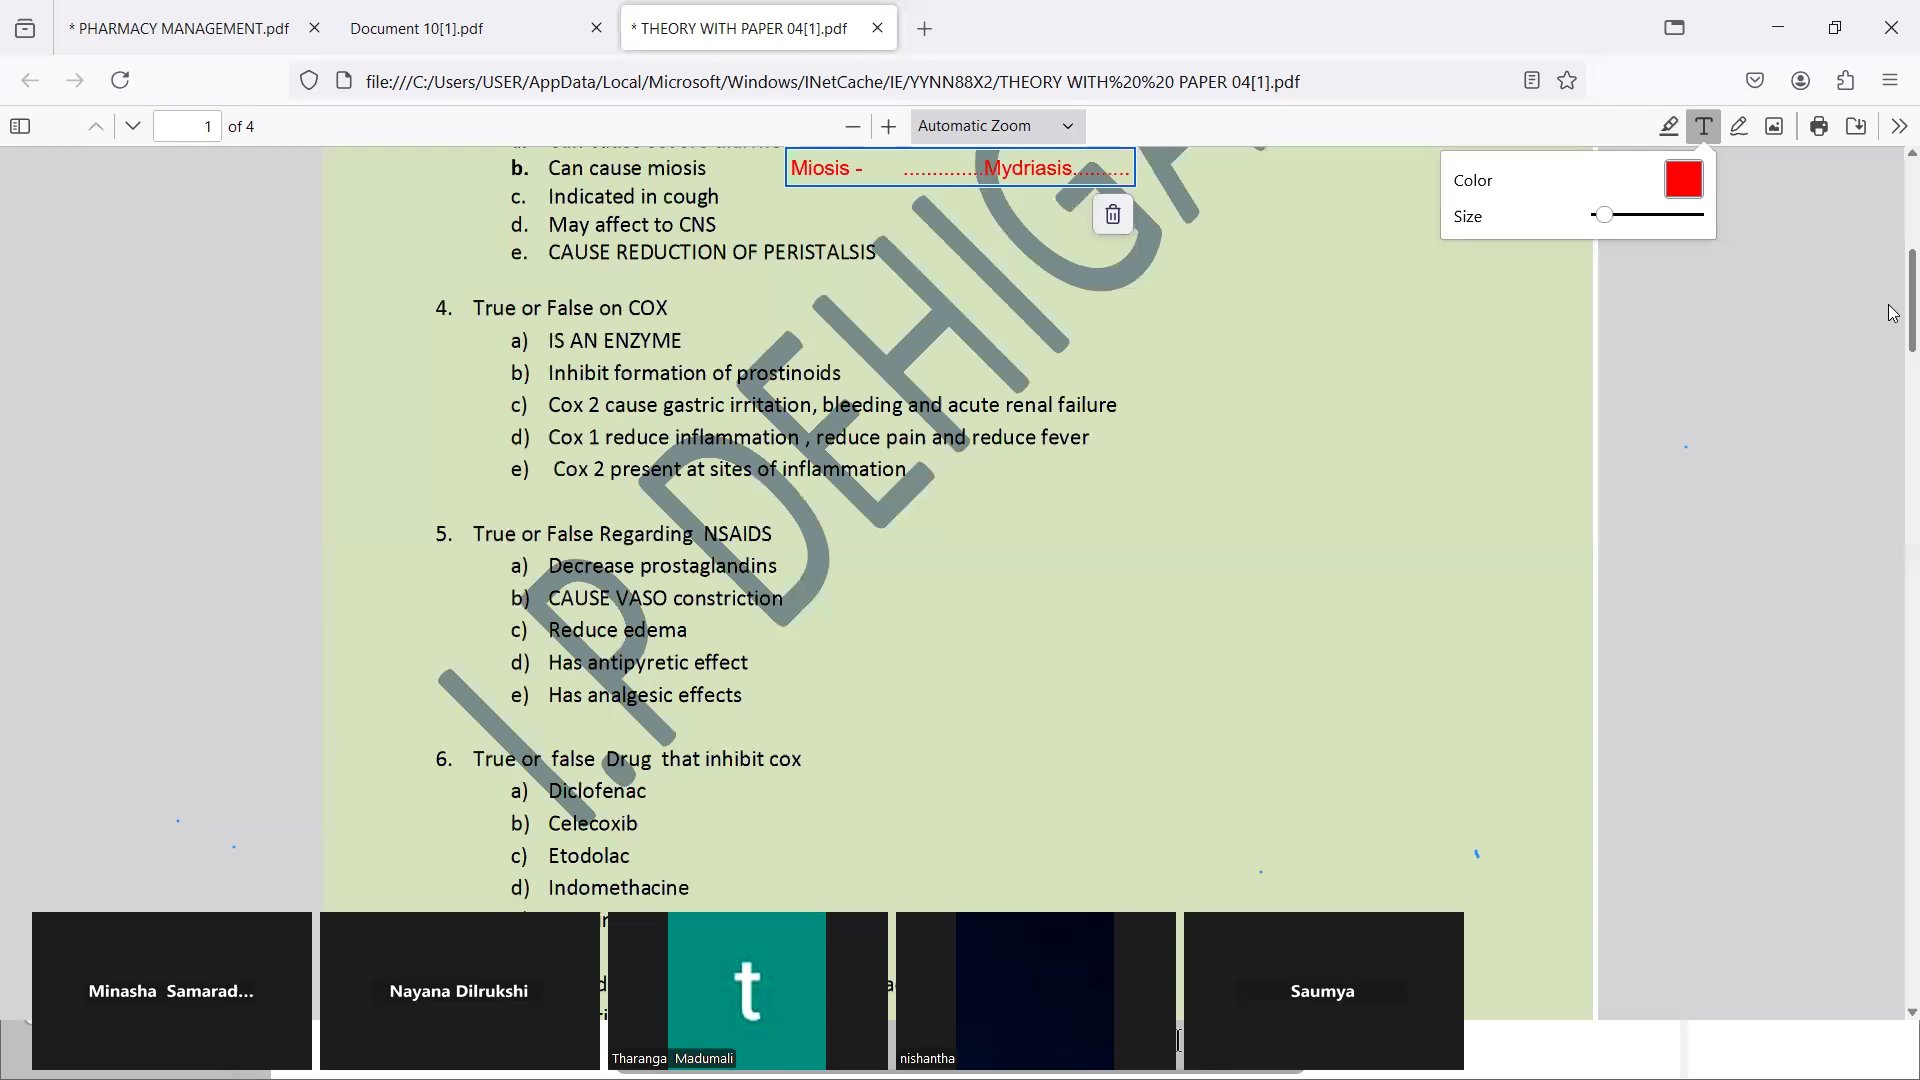 * PHARMACY MANAGEMENT.pdf
Document 10[1].pdf
* THEORY WITH PAPER 04[1].pdf
file:///C:/Users/USER/AppData/Local/Microsoft/Windows/INetCache/IE/YYNN88X2/THEORY WITH%20%20 PAPER 04[1].pdf
1 of 4
Automatic Zoom
Color
Size
b. Can cause miosis
Miosis - ..............Mydriasis..........
c. Indicated in cough
d. May affect to CNS
e. CAUSE REDUCTION OF PERISTALSIS
4. True or False on COX
a) IS AN ENZYME
b) Inhibit formation of prostinoids
c) Cox 2 cause gastric irritation, bleeding and acute renal failure
d) Cox 1 reduce inflammation , reduce pain and reduce fever
e) Cox 2 present at sites of inflammation
5. True or False Regarding NSAIDS
a) Decrease prostaglandins
b) CAUSE VASO constriction
c) Reduce edema
d) Has antipyretic effect
e) Has analgesic effects
6. True or false Drug that inhibit cox
a) Diclofenac
b) Celecoxib
c) Etodolac
d) Indomethacine
I.P DEHIGA
Minasha Samarad...
Nayana Dilrukshi
t
Tharanga Madumali
nishantha
Saumya